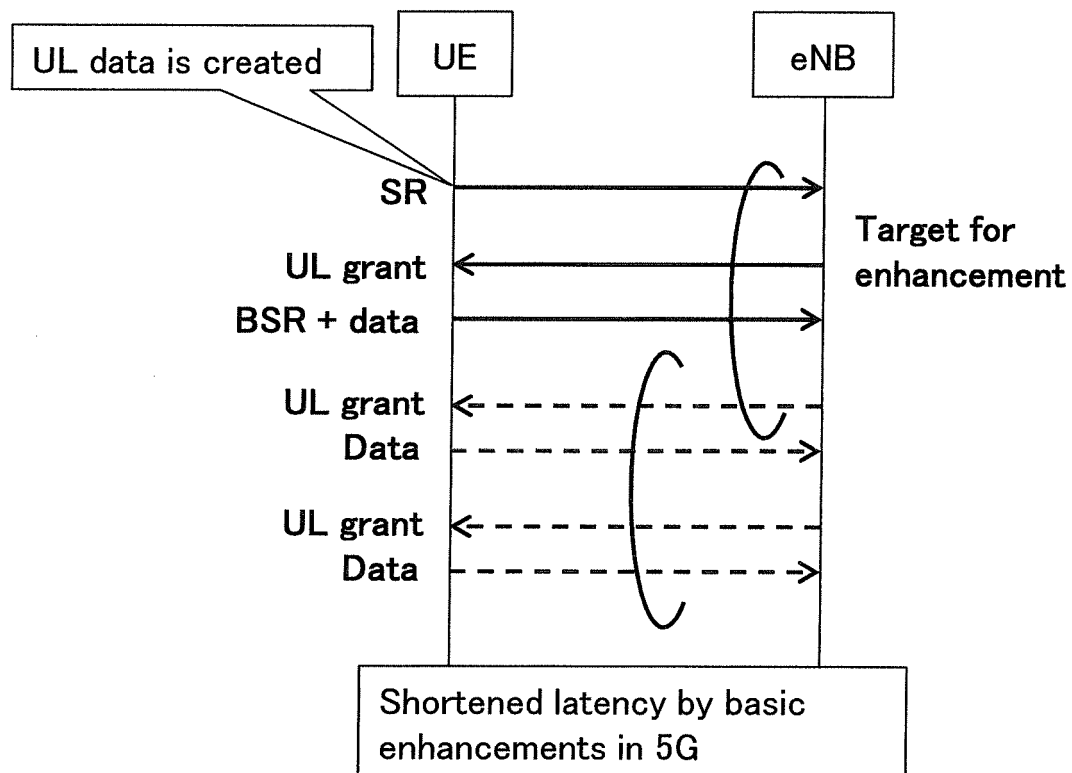 UL data is created
UE
eNB
SR
UL grant
BSR + data
UL grant
Data
UL grant
Data
Target for
enhancement
Shortened latency by basic
enhancements in 5G